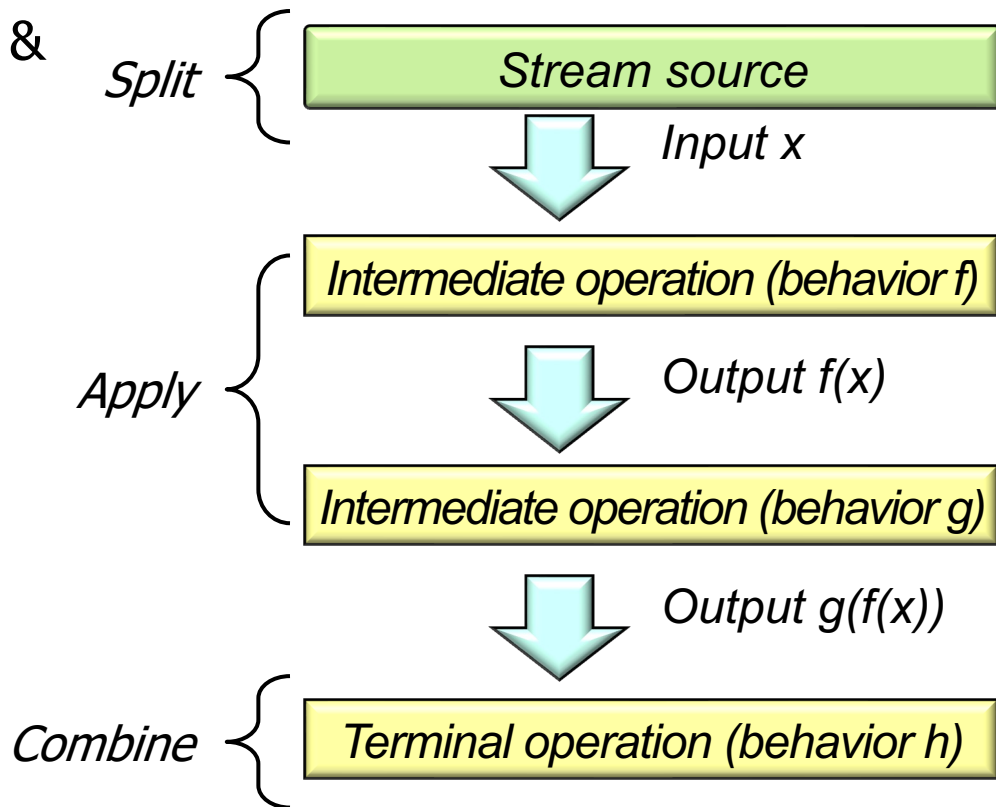 &
Split
Stream source
Input x
Intermediate operation (behavior f)
Apply
Output f(x)
Intermediate operation (behavior g)
Output g(f(x))
Combine
Terminal operation (behavior h)